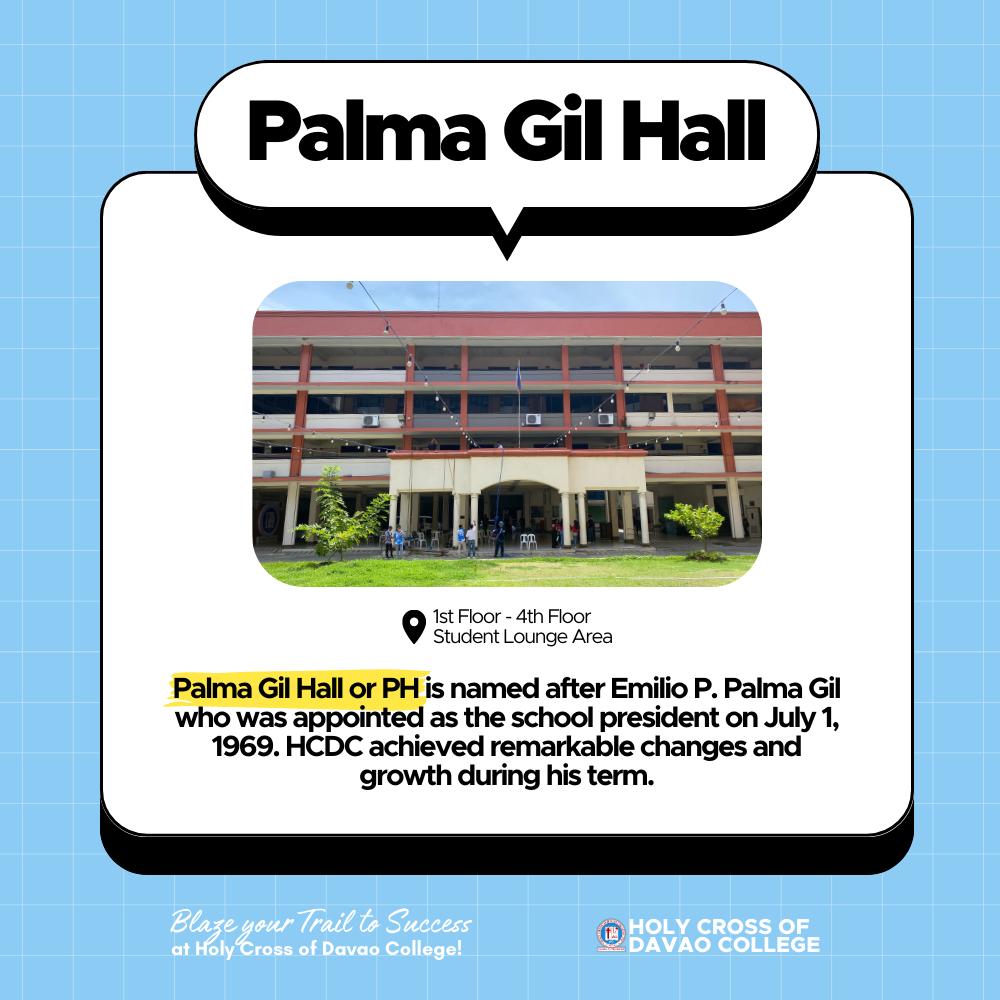 Palma Gil Hall
1st Floor - 4th Floor
Student Lounge Area
Palma Gil Hall or PH is named after Emilio P. Palma Gil
who was appointed as the school president on July 1,
1969. HCDC achieved remarkable changes and
growth during his term.
Blaze your Trail to Success
at Holy Cross of Davao College!
HOLY CROSS OF
DAVAO COLLEGE